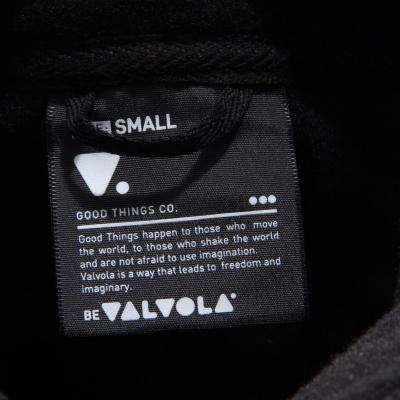 SMALL
V.
GOOD THINGS CO.
Good Things happen to those who move
the world, to those who shake the world
and are not afraid to use imagination.
Valvola is a way that leads to freedom and
imaginary.
BE VALVOLA